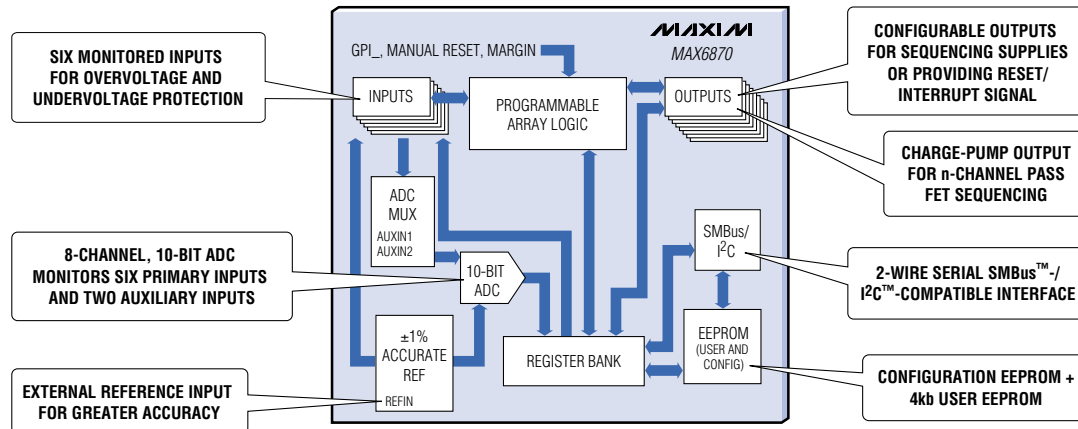 SIX MONITORED INPUTS
FOR OVERVOLTAGE AND
UNDERVOLTAGE PROTECTION
8-CHANNEL, 10-BIT ADC
MONITORS SIX PRIMARY INPUTS
AND TWO AUXILIARY INPUTS
EXTERNAL REFERENCE INPUT
FOR GREATER ACCURACY
MAXIM
MAX6870
GPI_, MANUAL RESET, MARGIN
INPUTS
PROGRAMMABLE
ARRAY LOGIC
OUTPUTS
ADC
MUX
AUXIN1
AUXIN2
10-BIT
ADC
SMBus/
I²C
±1%
ACCURATE
REF
REFIN
REGISTER BANK
EEPROM
(USER AND
CONFIG)
CONFIGURABLE OUTPUTS
FOR SEQUENCING SUPPLIES
OR PROVIDING RESET/
INTERRUPT SIGNAL
CHARGE-PUMP OUTPUT
FOR n-CHANNEL PASS
FET SEQUENCING
2-WIRE SERIAL SMBus™-/
I²C™-COMPATIBLE INTERFACE
CONFIGURATION EEPROM +
4kb USER EEPROM